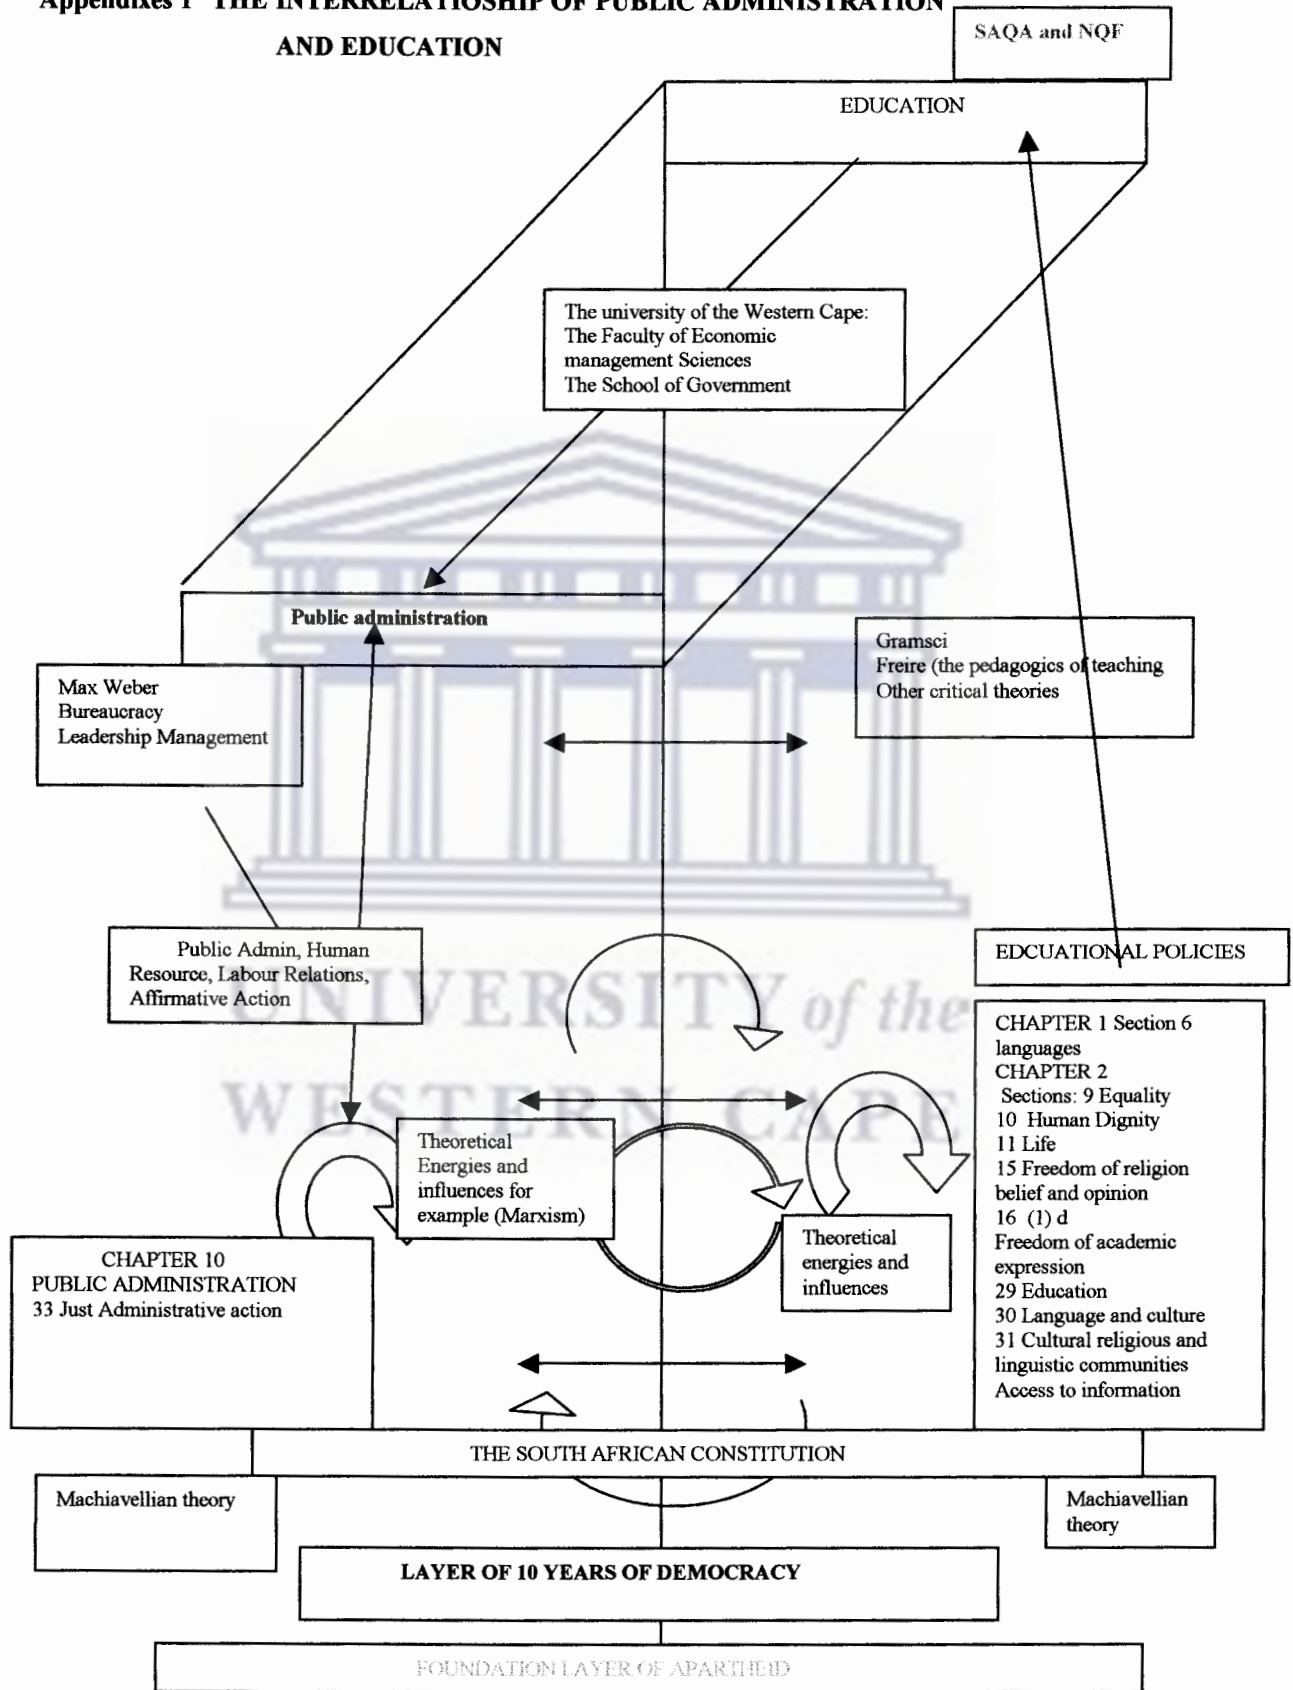 Appendixes 1 THE INTERRELATIOSHIP OF PUBLIC ADMINISTRATION
AND EDUCATION
SAQA and NQF
EDUCATION
The university of the Western Cape:
The Faculty of Economic
management Sciences
The School of Government
Public administration
Gramsci
Freire (the pedagogics of teaching
Other critical theories
Max Weber
Bureaucracy
Leadership Management
Public Admin, Human
Resource, Labour Relations,
Affirmative Action
EDCUATIONAL POLICIES
UNIVERSITY of the
WESTERN CAPE
CHAPTER 1 Section 6
languages
CHAPTER 2
Sections: 9 Equality
10 Human Dignity
11 Life
15 Freedom of religion
belief and opinion
16 (1) d
Freedom of academic
expression
29 Education
30 Language and culture
31 Cultural religious and
linguistic communities
Access to information
Theoretical
Energies and
influences for
example (Marxism)
Theoretical
energies and
influences
CHAPTER 10
PUBLIC ADMINISTRATION
33 Just Administrative action
THE SOUTH AFRICAN CONSTITUTION
Machiavellian theory
Machiavellian
theory
LAYER OF 10 YEARS OF DEMOCRACY
FOUNDATION LAYER OF APARTHEID